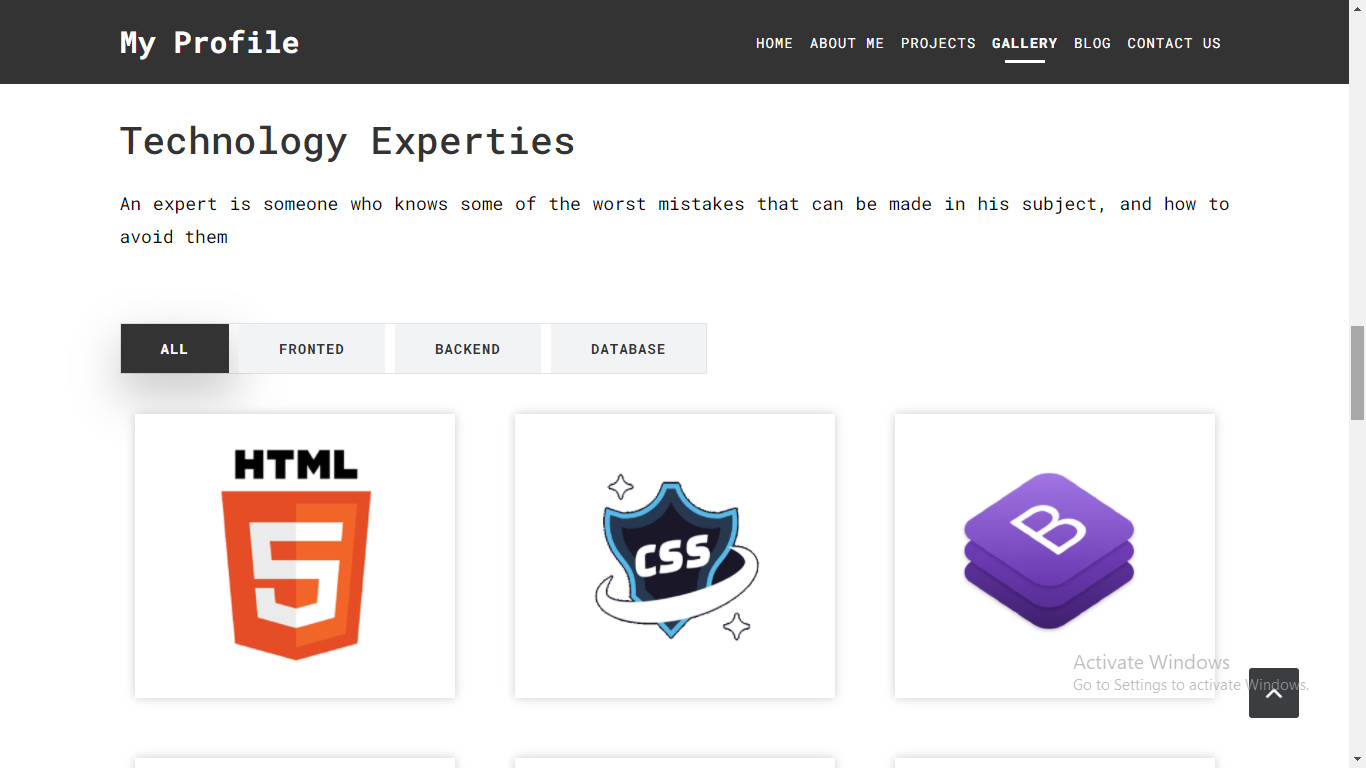 My Profile
HOME ABOUT ME PROJECTS GALLERY BLOG CONTACT US
Technology Experties
An expert is someone who knows some of the worst mistakes that can be made in his subject, and how to
avoid them
ALL FRONTED BACKEND DATABASE
HTML
5
CSS
B
Activate Windows
Go to Settings to activate Windows.